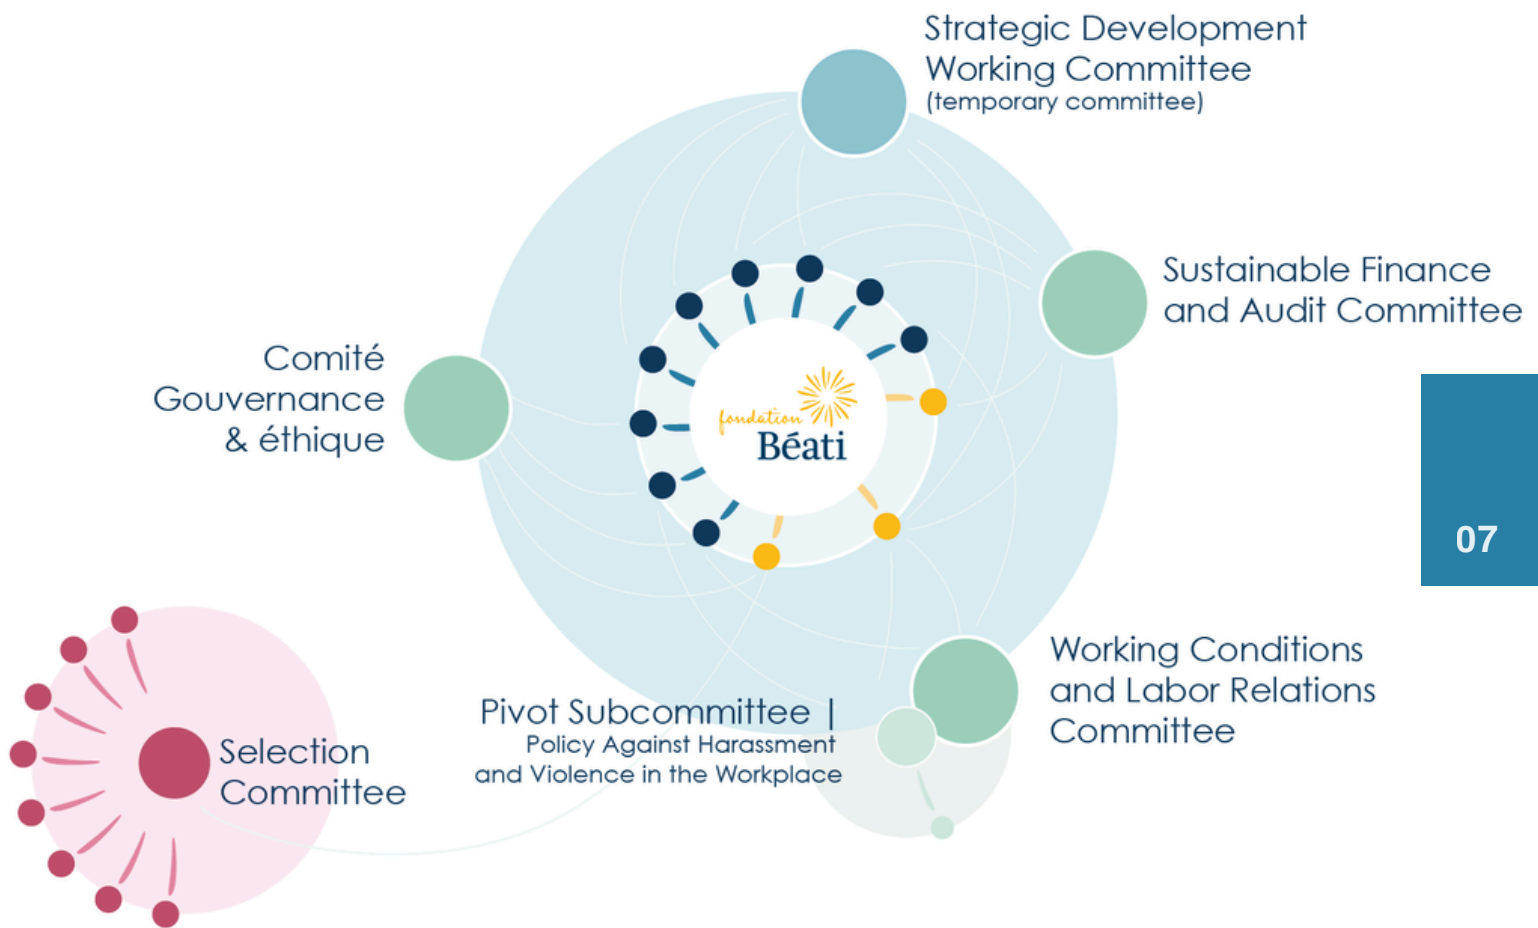 Strategic Development
Working Committee
(temporary committee)
Sustainable Finance
and Audit Committee
Comité
Gouvernance
& éthique
fondation
Béati
07
Working Conditions
and Labor Relations
Committee
Pivot Subcommittee |
Policy Against Harassment
and Violence in the Workplace
Selection
Committee